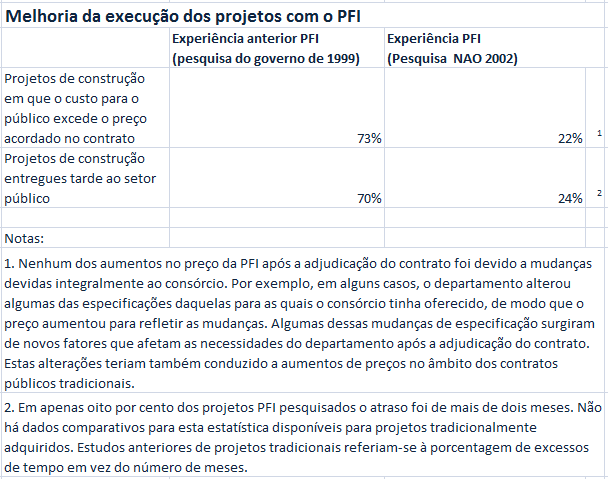 Melhoria da execução dos projetos com o PFI
Experiência anterior PFI
(pesquisa do governo de 1999)
Experiência PFI
(Pesquisa  NAO 2002)
Projetos de construção
em que o custo para o
público excede o preço
acordado no contrato
73%
22%
1
Projetos de construção
entregues tarde ao setor
público
70%
24%
2
Notas:
1. Nenhum dos aumentos no preço da PFI após a adjudicação do contrato foi devido a mudanças
devidas integralmente ao consórcio. Por exemplo, em alguns casos, o departamento alterou
algumas das especificações daquelas para as quais o consórcio tinha oferecido, de modo que o
preço aumentou para refletir as mudanças. Algumas dessas mudanças de especificação surgiram
de novos fatores que afetam as necessidades do departamento após a adjudicação do contrato.
Estas alterações teriam também conduzido a aumentos de preços no âmbito dos contratos
públicos tradicionais.
2. Em apenas oito por cento dos projetos PFI pesquisados o atraso foi de mais de dois meses. Não
há dados comparativos para esta estatística disponíveis para projetos tradicionalmente
adquiridos. Estudos anteriores de projetos tradicionais referiam-se à porcentagem de excessos
de tempo em vez do número de meses.